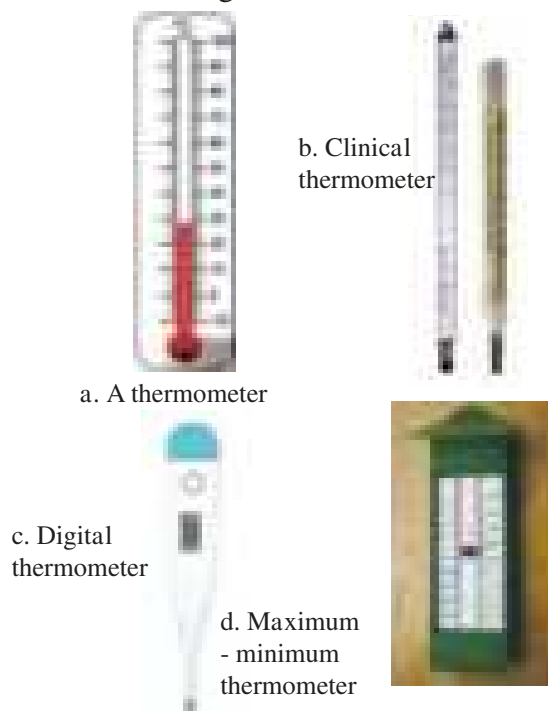 b. Clinical
thermometer
a. A thermometer
c. Digital
thermometer
d. Maximum
- minimum
thermometer